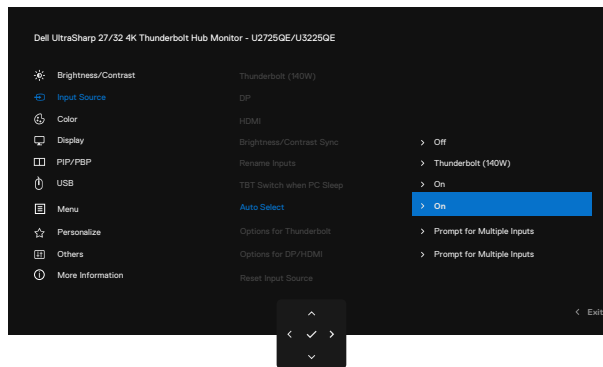 Dell UltraSharp 27/32 4K Thunderbolt Hub Monitor - U2725QE/U3225QE
Brightness/Contrast Thunderbolt (140W)
Input Source DP
Color HDMI
Display Brightness/Contrast Sync > Off
PIP/PBP Rename Inputs > Thunderbolt (140W)
USB TBT Switch when PC Sleep > On
Menu Auto Select > On
Personalize Options for Thunderbolt > Prompt for Multiple Inputs
Others Options for DP/HDMI > Prompt for Multiple Inputs
More Information Reset Input Source
< Exit